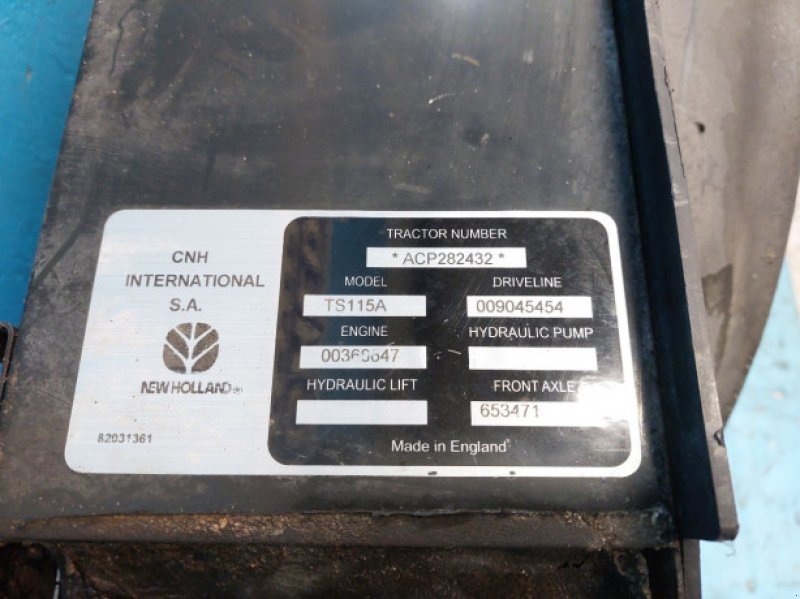 CNH
INTERNATIONAL
S.A.
NEW HOLLAND®
82031361
TRACTOR NUMBER
* ACP282432 *
MODEL DRIVELINE
TS115A 009045454
ENGINE HYDRAULIC PUMP
HYDRAULIC LIFT FRONT AXLE
653471
Made in England